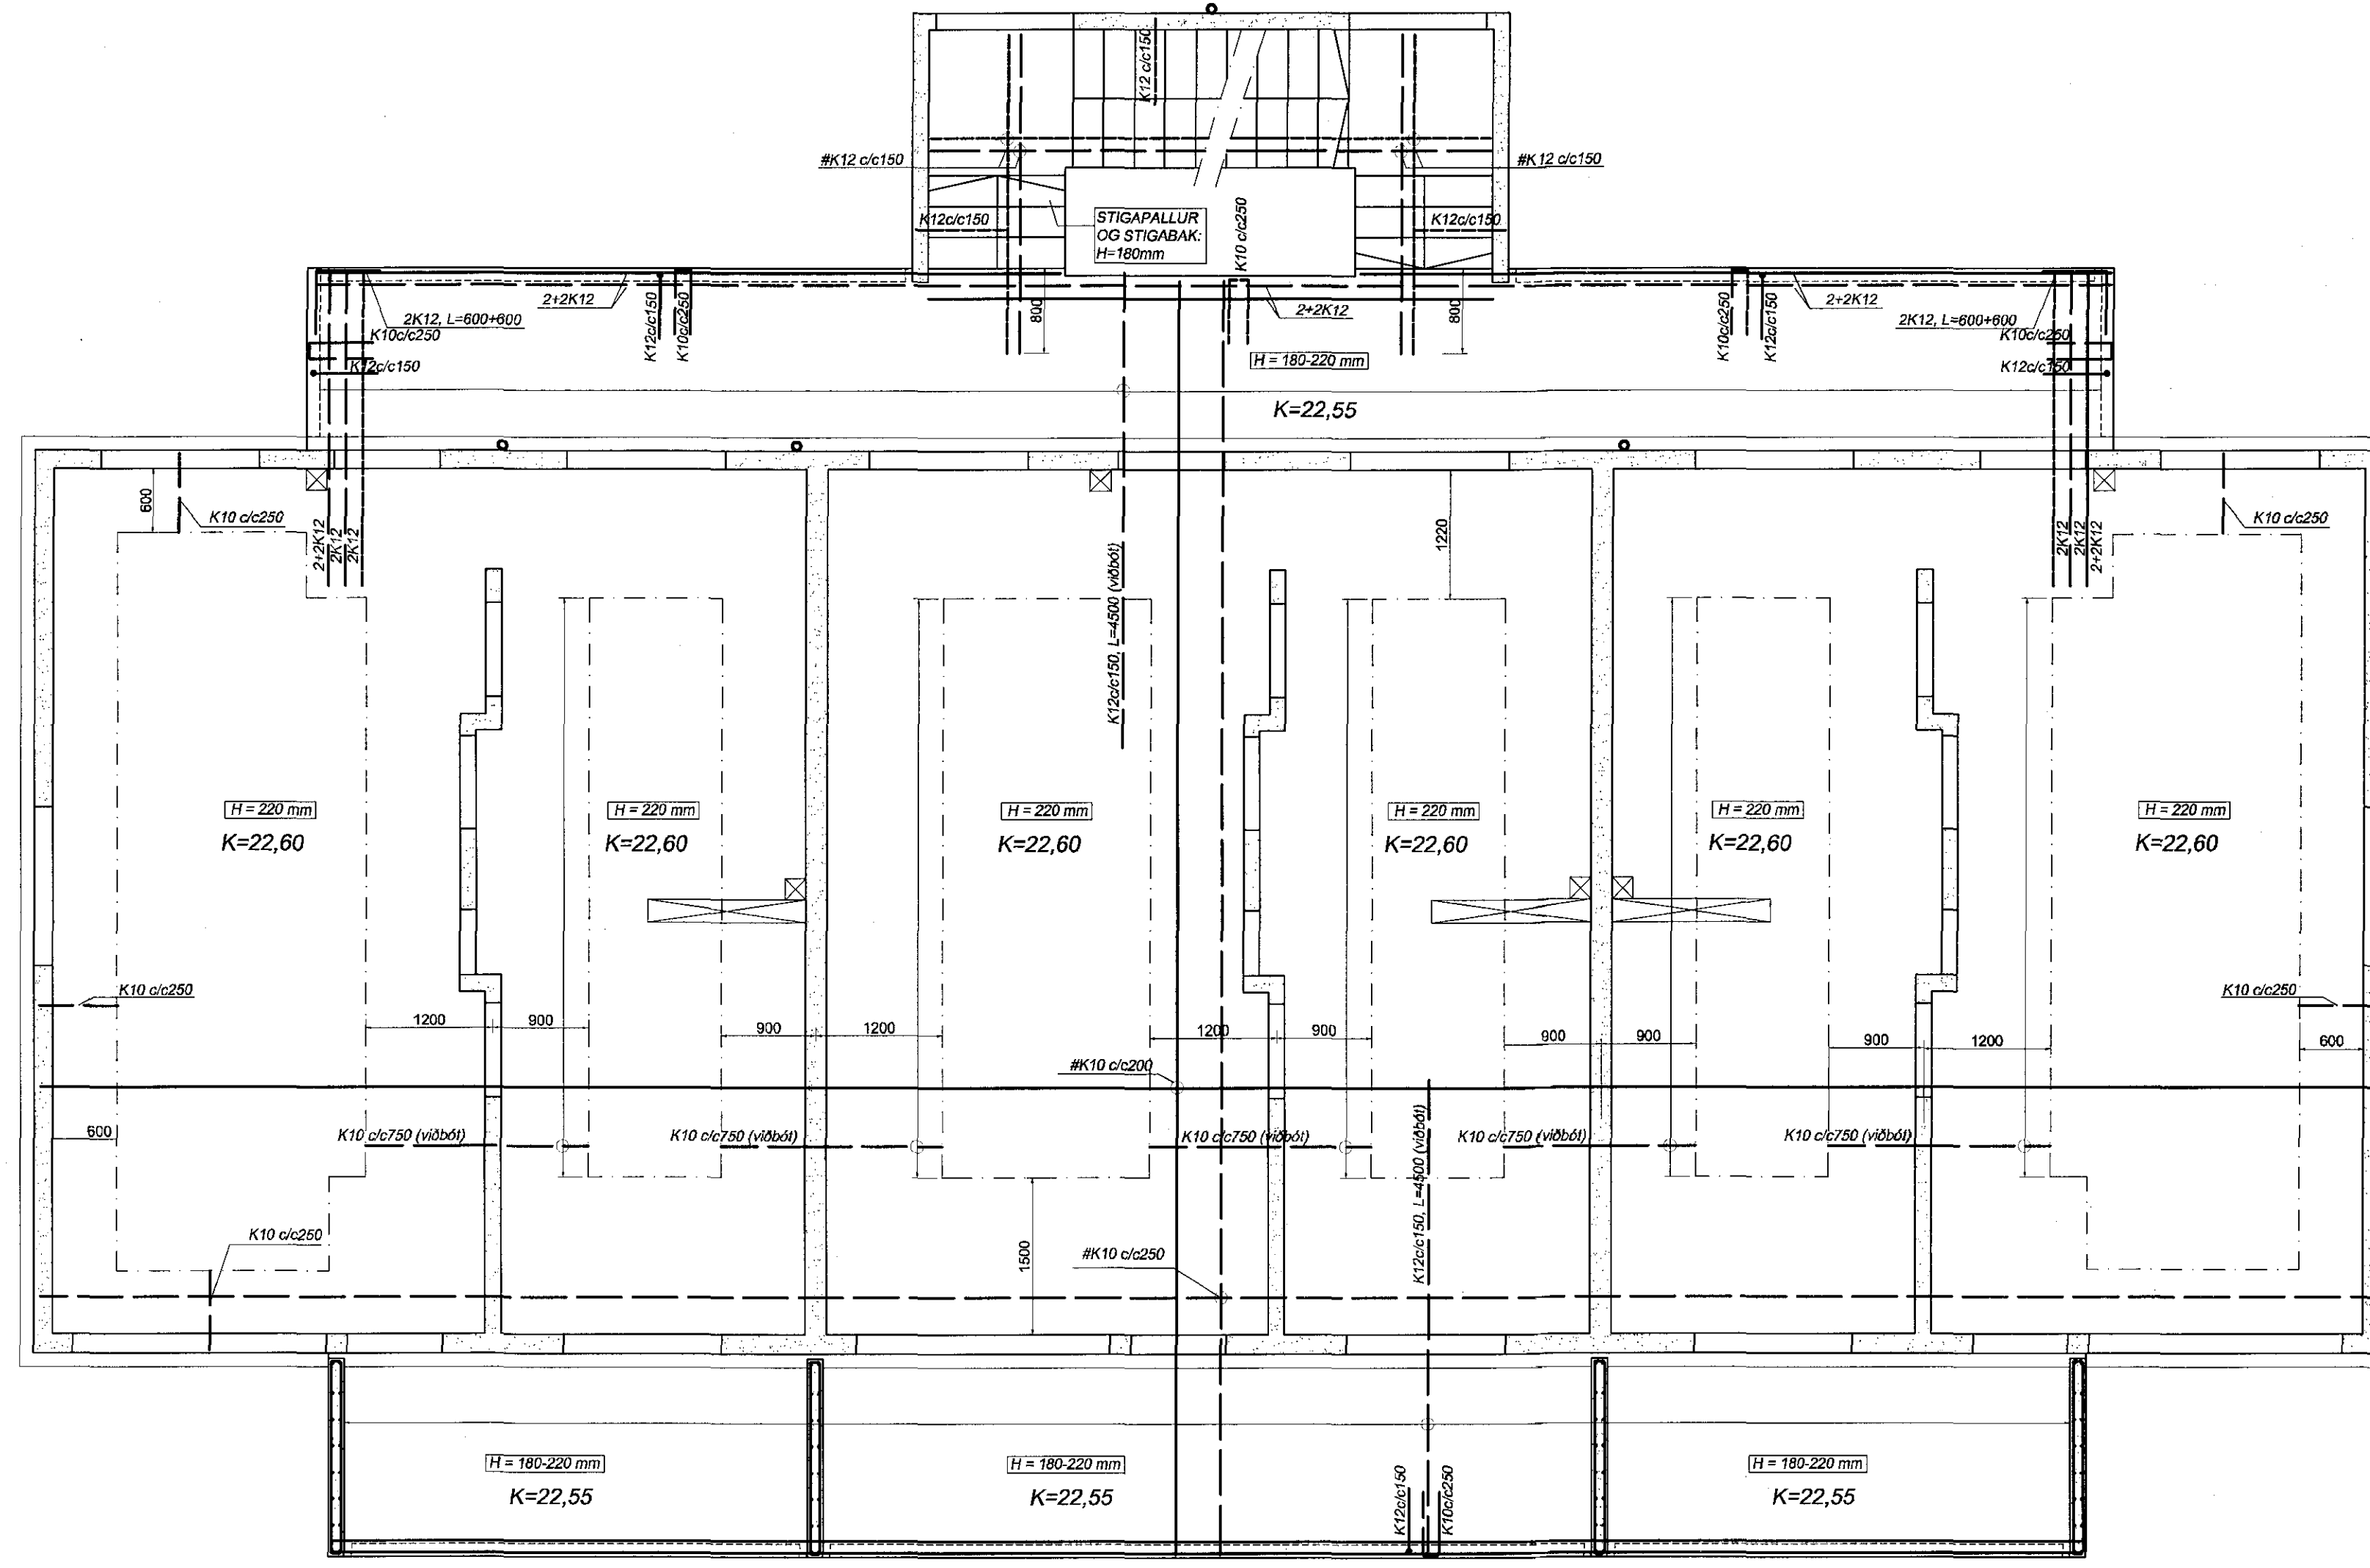 K12 c/c150
#K12 c/c150
#K12 c/c150
K12c/c150
STIGAPALLUR
OG STIGABAK:
H=180mm
K10 c/c250
K12c/c150
2+2K12
2K12, L=600+600
K10c/c250
K12c/c150
K12c/c150
K10c/c250
800
2+2K12
800
H = 180-220 mm
K10c/c250
K12c/c150
2+2K12
2K12, L=600+600
K10c/c250
K12c/c150
K=22,55
600
K10 c/c250
2+2K12
2K12
2K12
K12c/c150, L=4500 (viðbót)
1220
2K12
2K12
2+2K12
K10 c/c250
H = 220 mm
K=22,60
H = 220 mm
K=22,60
H = 220 mm
K=22,60
H = 220 mm
K=22,60
H = 220 mm
K=22,60
H = 220 mm
K=22,60
K10 c/c250
K10 c/c250
1200
900
900
1200
1200
900
900
900
900
1200
600
#K10 c/c200
600
K10 c/c750 (viðbót)
K10 c/c750 (viðbót)
K10 c/c750 (viðbót)
K10 c/c750 (viðbót)
K10 c/c750 (viðbót)
K12c/c150, L=4500 (viðbót)
K10 c/c250
1500
#K10 c/c250
H = 180-220 mm
K=22,55
H = 180-220 mm
K=22,55
K12c/c150
K10c/c250
H = 180-220 mm
K=22,55